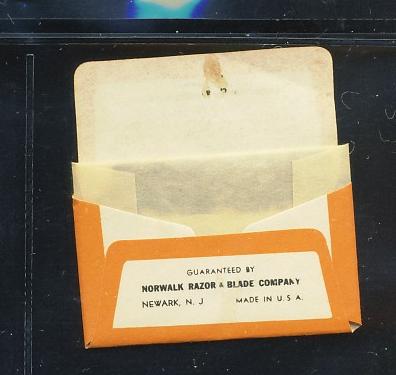 GUARANTEED BY
NORWALK RAZOR & BLADE COMPANY
NEWARK, N. J MADE IN U. S. A.